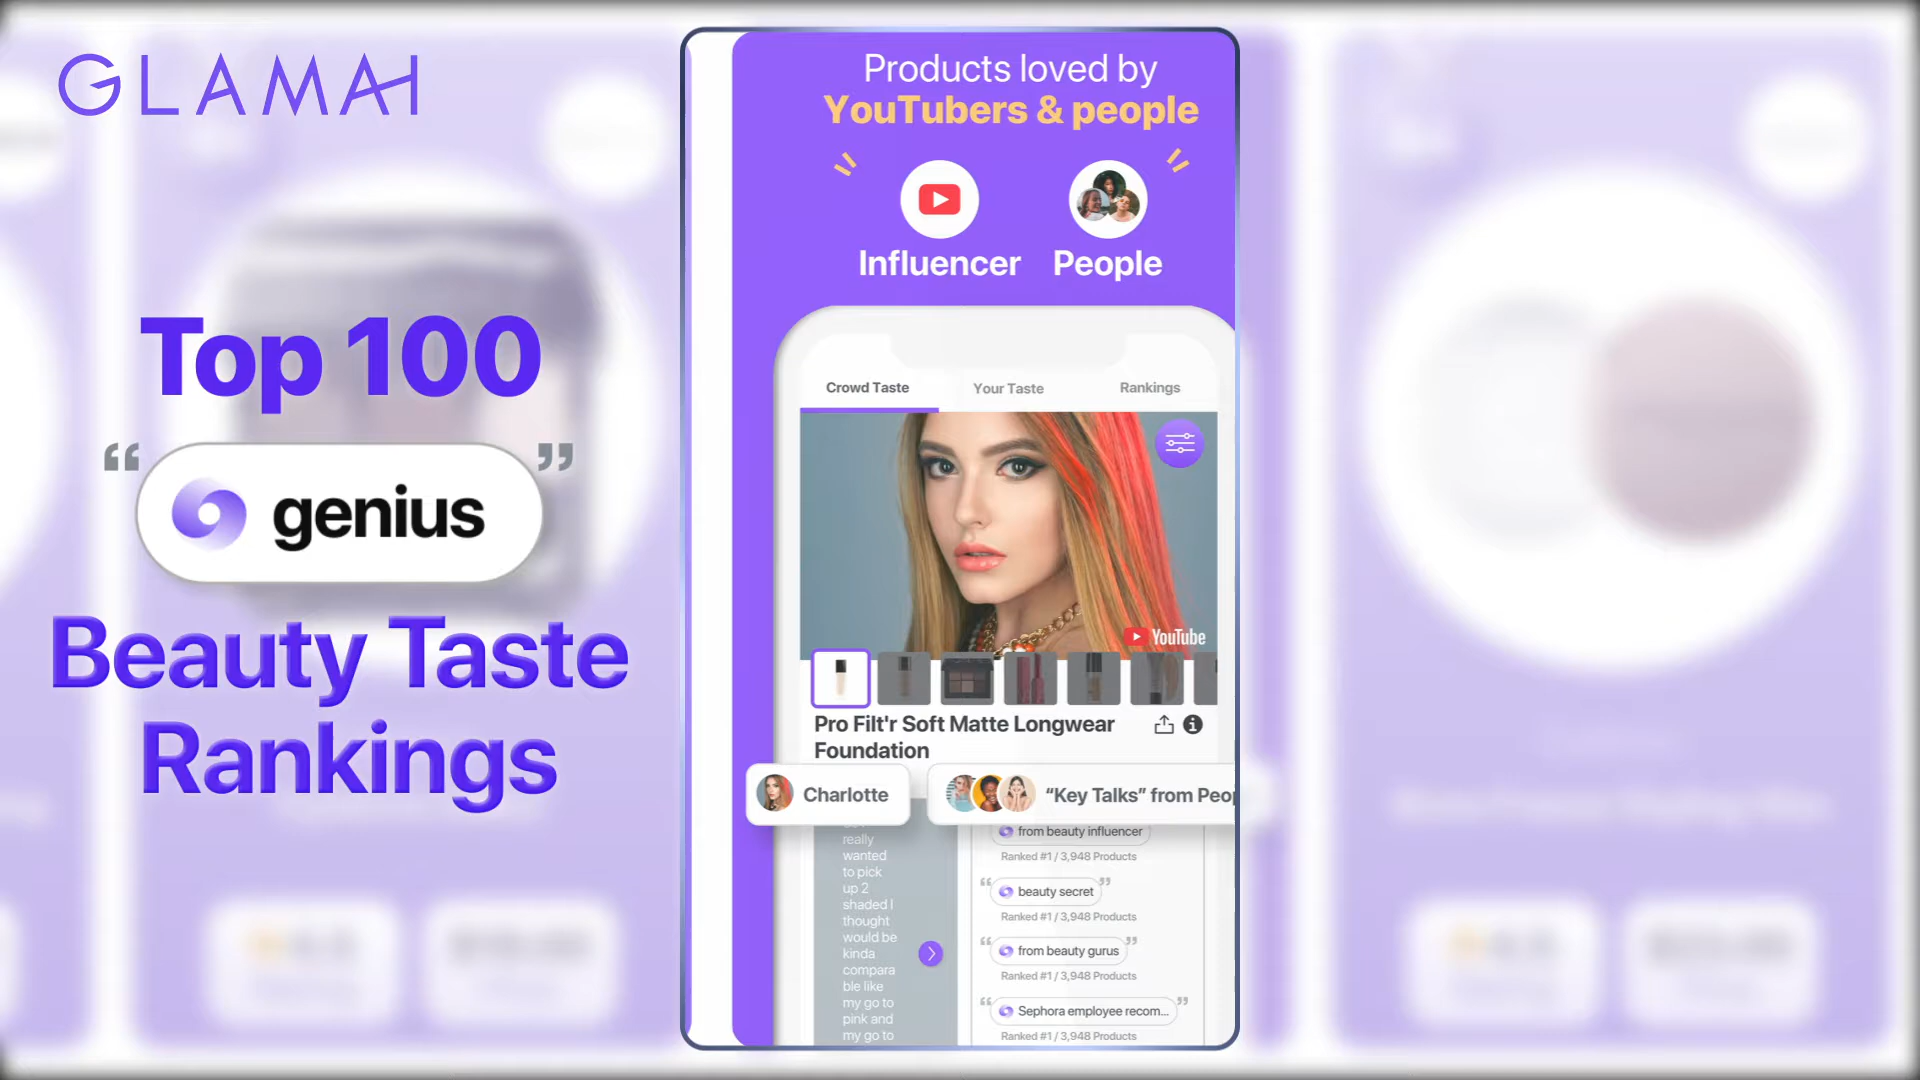 GLAMAI
Top 100
“ genius ”
Beauty Taste
Rankings
Products loved by
YouTubers & people
Influencer People
Crowd Taste Your Taste Rankings
YouTube
Pro Filt'r Soft Matte Longwear
Foundation
Charlotte
“Key Talks” from Peo
really
wanted
to pick
up 2
shaded I
thought
would be
kinda
compara
ble like
my go to
pink and
my go to
from beauty influencer
Ranked #1 / 3,948 Products
“ beauty secret ”
Ranked #1 / 3,948 Products
“ from beauty gurus ”
Ranked #1 / 3,948 Products
“ Sephora employee recom... ”
Ranked #1 / 3,948 Products